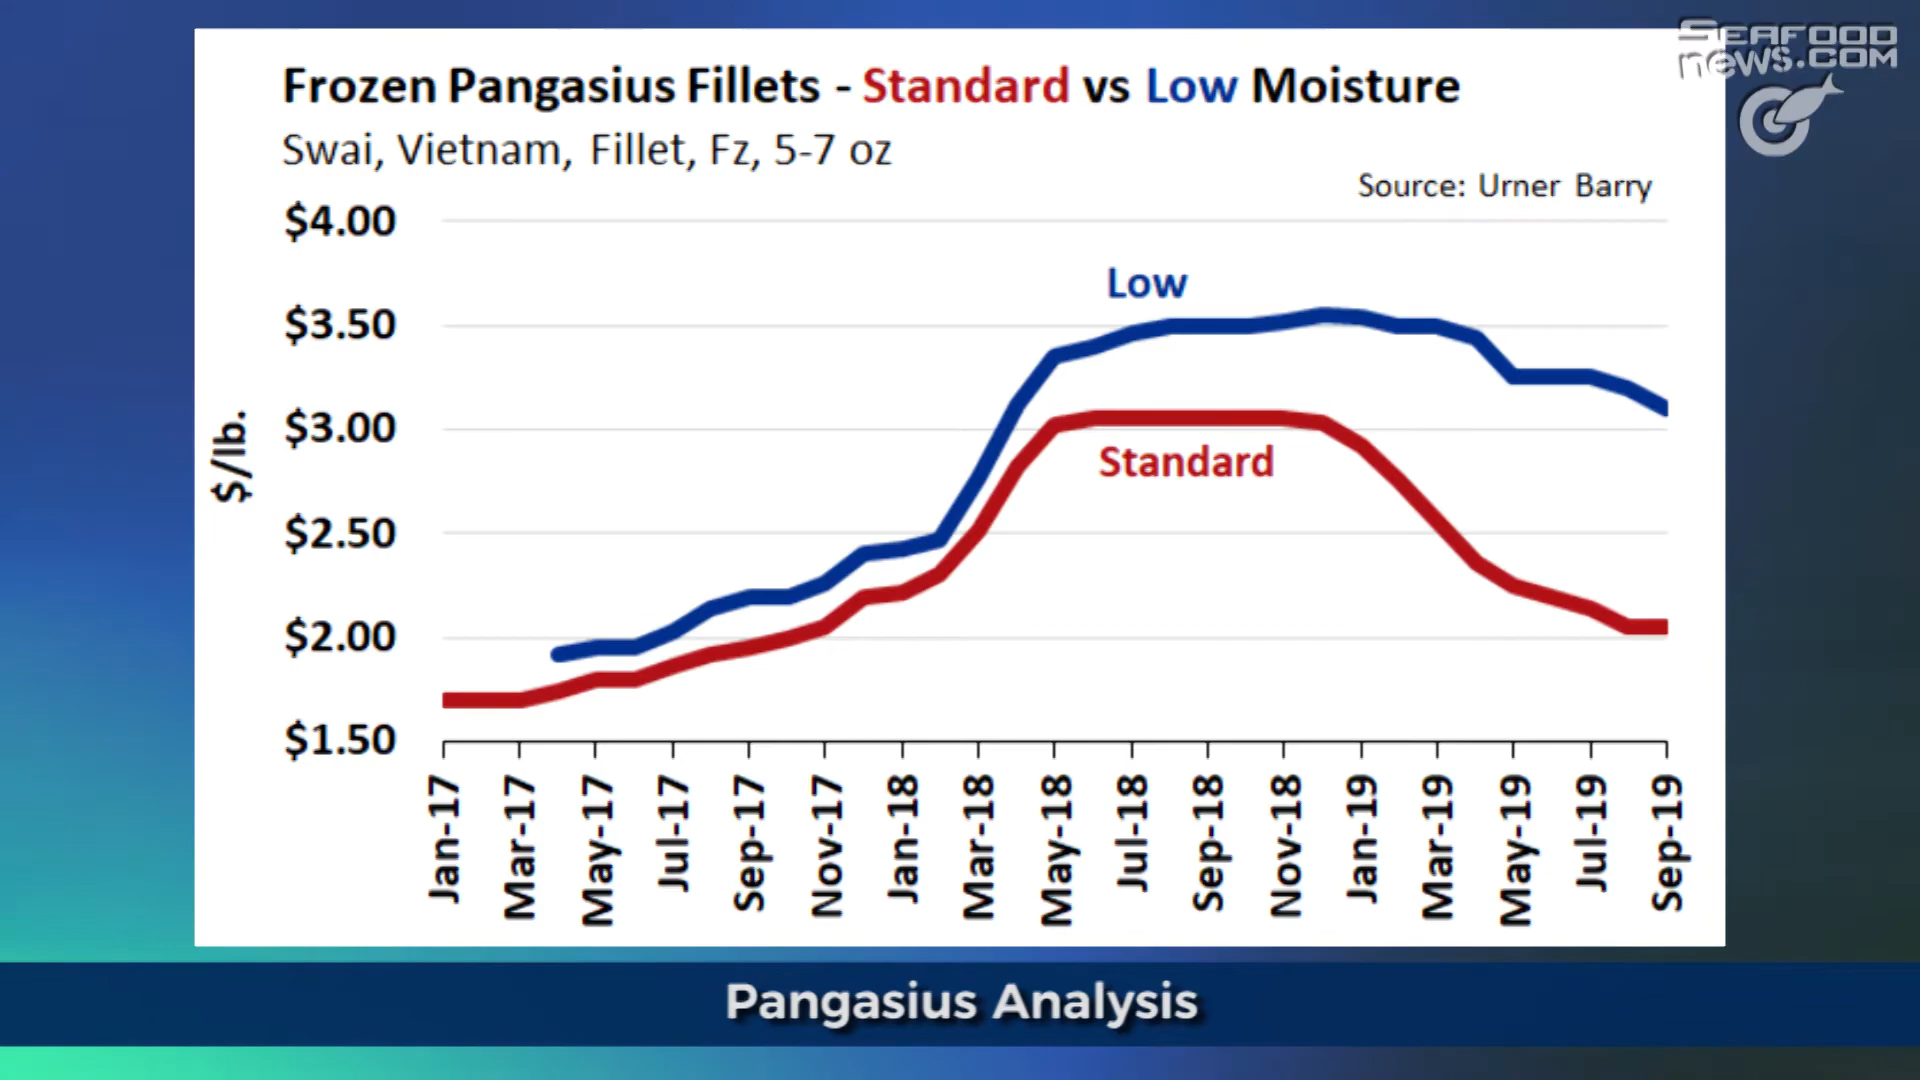 SEAFOOD
news.COM
Frozen Pangasius Fillets - Standard vs Low Moisture
Swai, Vietnam, Fillet, Fz, 5-7 oz
Source: Urner Barry
$/lb.
$4.00
$3.50
$3.00
$2.50
$2.00
$1.50
Low
Standard
Jan-17
Mar-17
May-17
Jul-17
Sep-17
Nov-17
Jan-18
Mar-18
May-18
Jul-18
Sep-18
Nov-18
Jan-19
Mar-19
May-19
Jul-19
Sep-19
Pangasius Analysis